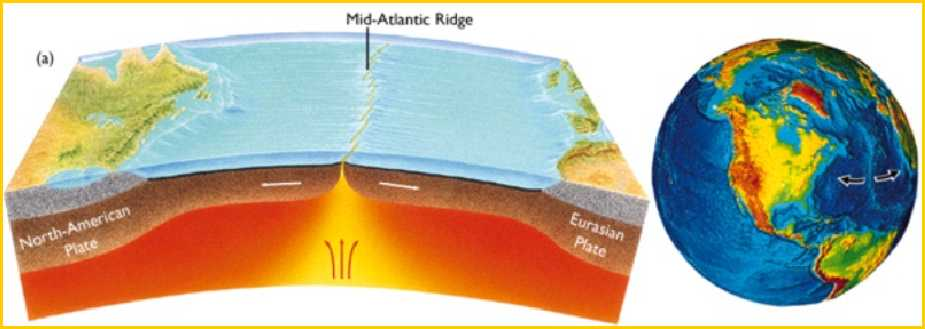 Mid-Atlantic Ridge
(a)
North-American
Plate
Eurasian
Plate